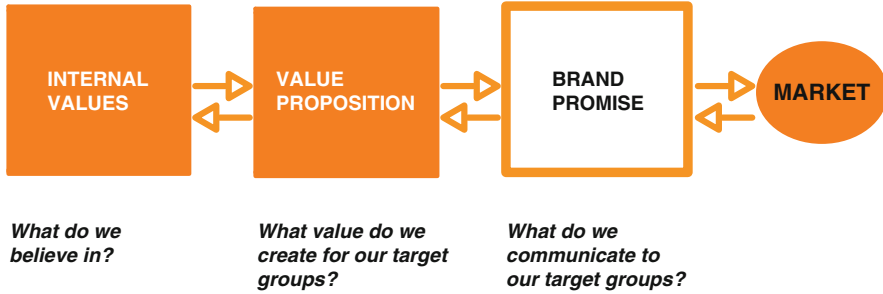 INTERNAL
VALUES
VALUE
PROPOSITION
BRAND
PROMISE
MARKET
What do we
believe in?
What value do we
create for our target
groups?
What do we
communicate to
our target groups?